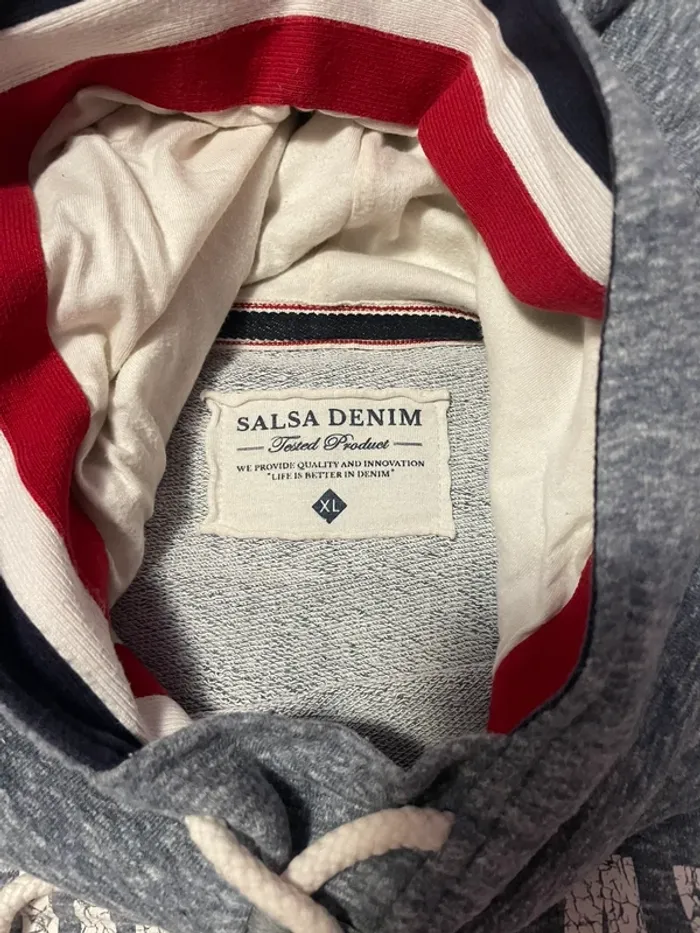 SALSA DENIM
Tested Product
WE PROVIDE QUALITY AND INNOVATION
"LIFE IS BETTER IN DENIM"
XL